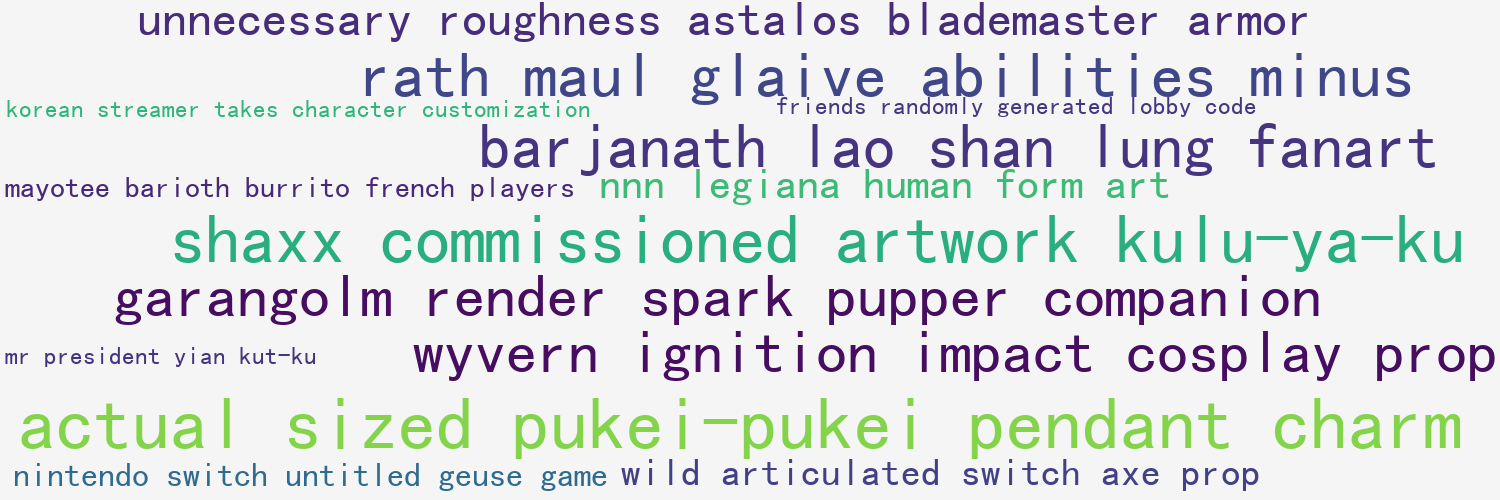 unnecessary roughness astalos blademaster armor
rath maul glaive abilities minus
korean streamer takes character customization
friends randomly generated lobby code
barjanath lao shan lung fanart
mayotee barioth burrito french players
nnn legiana human form art
shaxx commissioned artwork kulu-ya-ku
garangolm render spark pupper companion
mr president yian kut-ku
wyvern ignition impact cosplay prop
actual sized pukei-pukei pendant charm
nintendo switch untitled geuse game
wild articulated switch axe prop